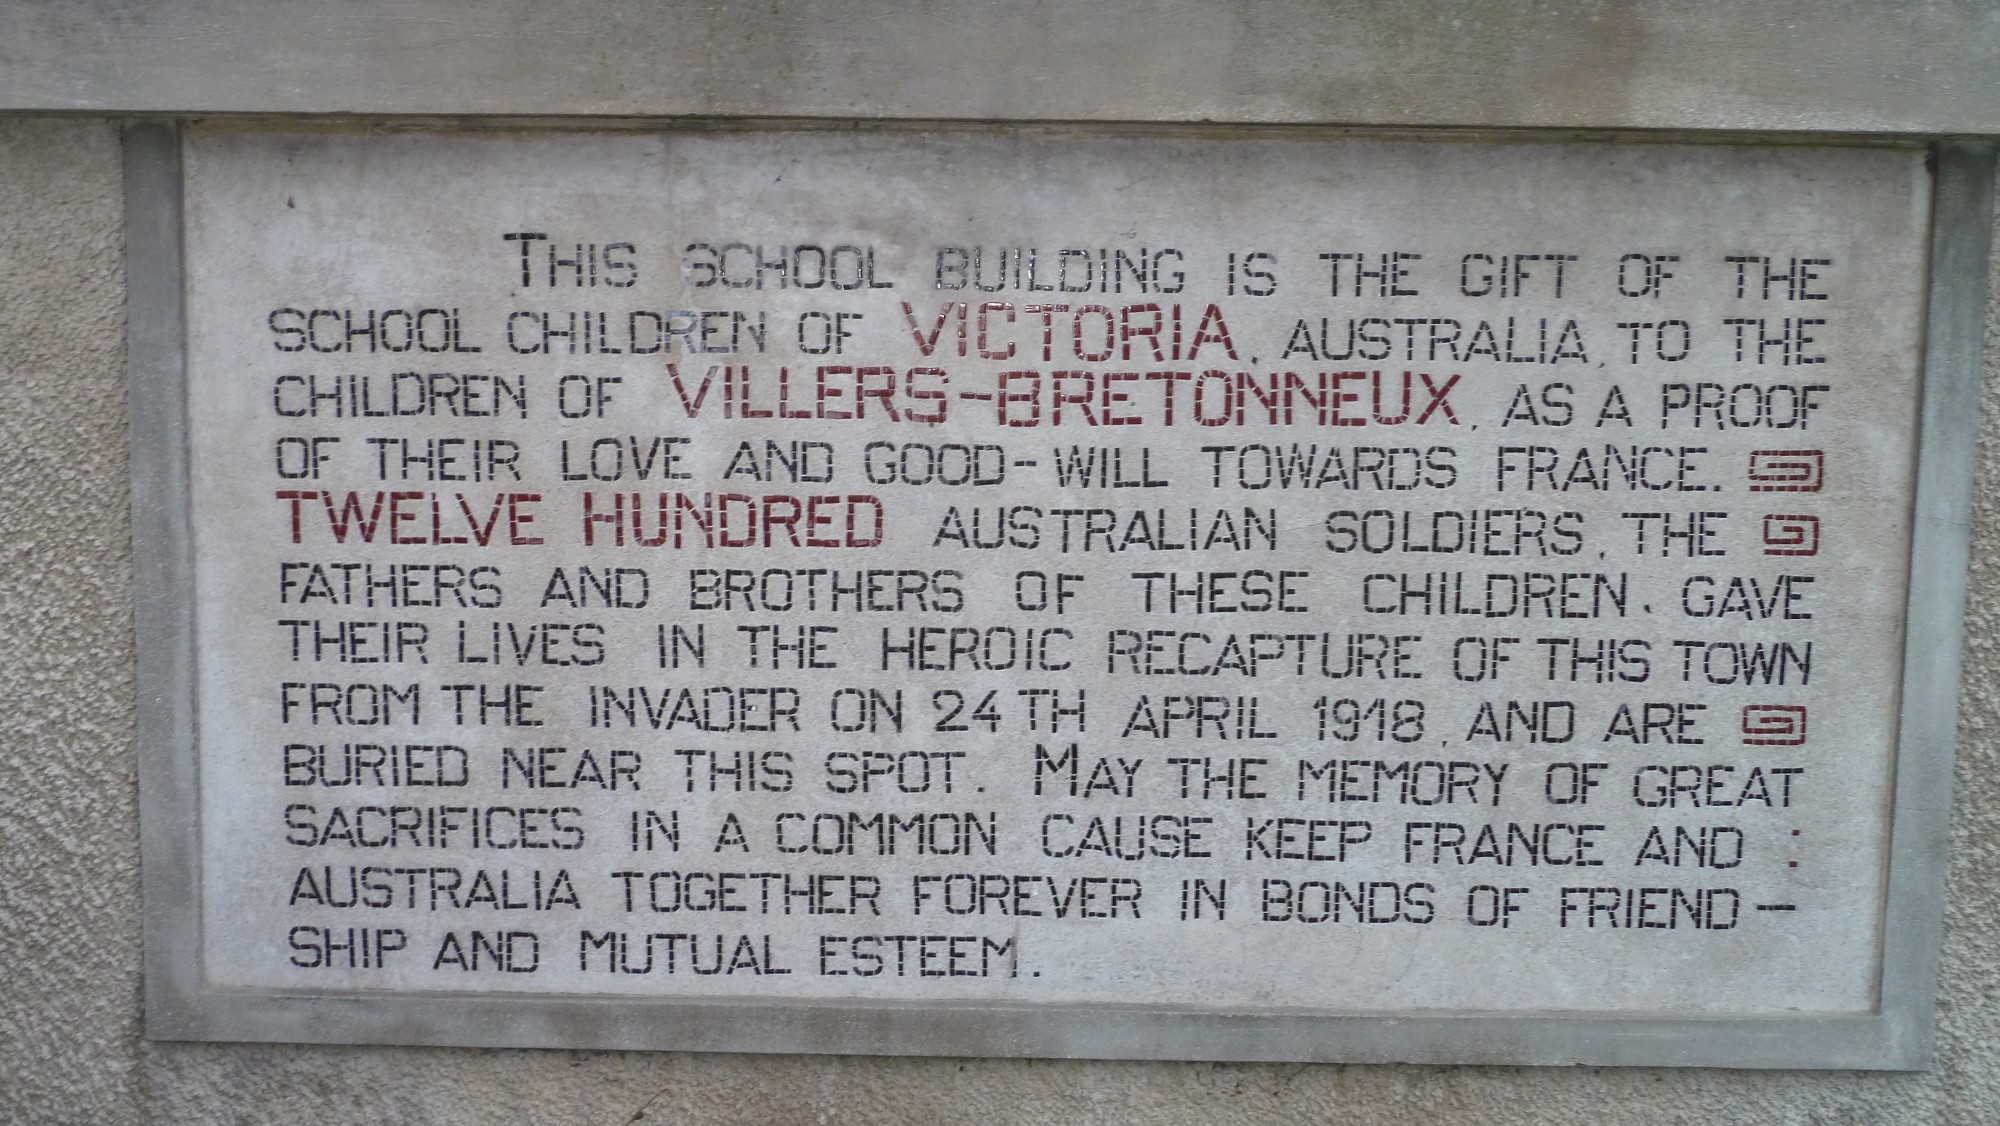 THIS SCHOOL BUILDING IS THE GIFT OF THE
SCHOOL CHILDREN OF VICTORIA, AUSTRALIA, TO THE
CHILDREN OF VILLERS-BRETONNEUX, AS A PROOF
OF THEIR LOVE AND GOOD-WILL TOWARDS FRANCE.
TWELVE HUNDRED AUSTRALIAN SOLDIERS, THE
FATHERS AND BROTHERS OF THESE CHILDREN, GAVE
THEIR LIVES IN THE HEROIC RECAPTURE OF THIS TOWN
FROM THE INVADER ON 24TH APRIL 1918, AND ARE
BURIED NEAR THIS SPOT. MAY THE MEMORY OF GREAT
SACRIFICES IN A COMMON CAUSE KEEP FRANCE AND :
AUSTRALIA TOGETHER FOREVER IN BONDS OF FRIEND-
SHIP AND MUTUAL ESTEEM.